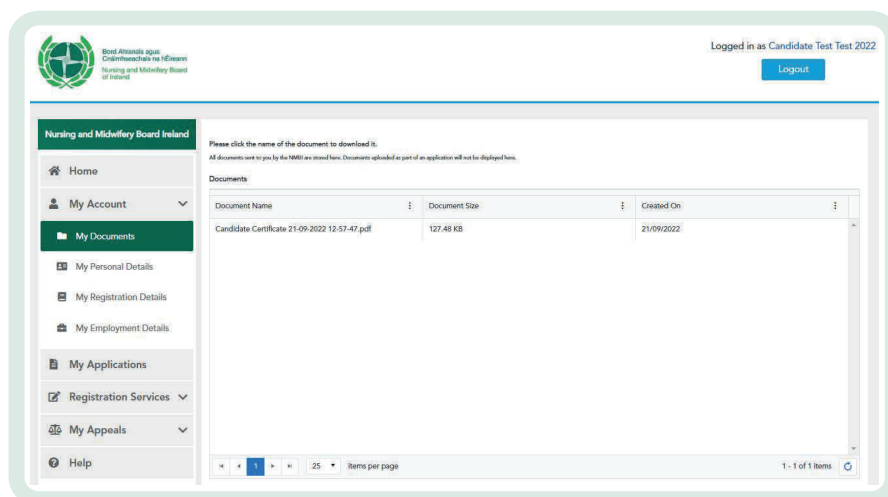 Bord Altranais agus
Cnáimhseachais na hÉireann
Nursing and Midwifery Board
of Ireland
Logged in as Candidate Test Test 2022
Logout
Nursing and Midwifery Board Ireland
Home
My Account
My Documents
My Personal Details
My Registration Details
My Employment Details
My Applications
Registration Services
My Appeals
Help
Please click the name of the document to download it.
All documents sent to you by the NMBI are stored here. Documents uploaded as part of an application will not be displayed here.
Documents
Document Name Document Size Created On
Candidate Certificate 21-09-2022 12-57-47.pdf 127.48 KB 21/09/2022
1 25 items per page 1 - 1 of 1 items